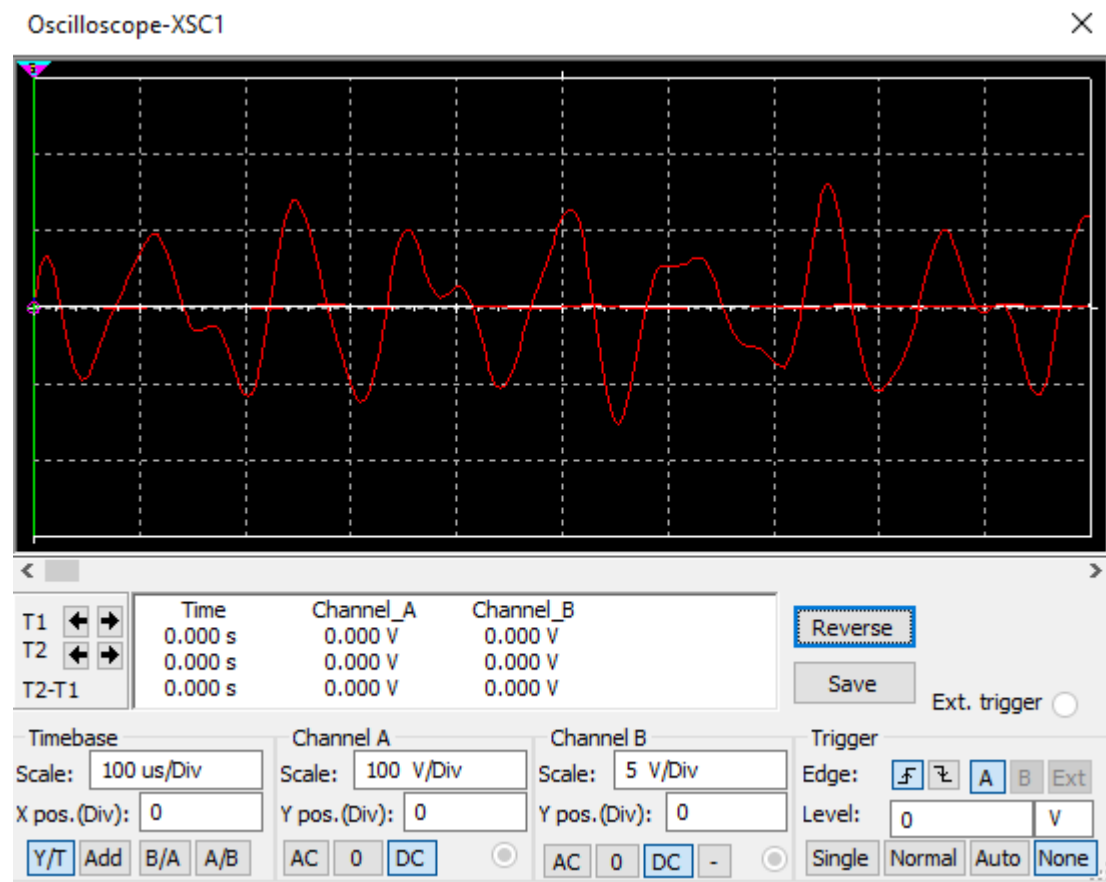 Oscilloscope-XSC1
T1
T2
T2-T1
Time Channel_A Channel_B
0.000 s 0.000 V 0.000 V
0.000 s 0.000 V 0.000 V
0.000 s 0.000 V 0.000 V
Reverse
Save
Ext. trigger
Timebase
Scale: 100 us/Div
X pos.(Div): 0
Y/T Add B/A A/B
Channel A
Scale: 100 V/Div
Y pos.(Div): 0
AC 0 DC
Channel B
Scale: 5 V/Div
Y pos.(Div): 0
AC 0 DC -
Trigger
Edge: A B Ext
Level: 0 V
Single Normal Auto None